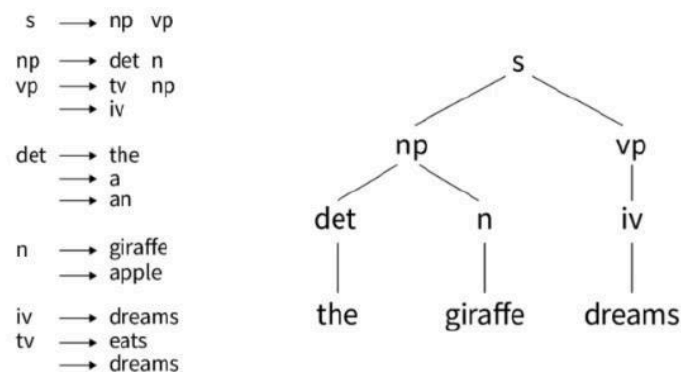 s → np vp
np → det n
vp → tv np
→ iv
det → the
→ a
→ an
n → giraffe
→ apple
iv → dreams
tv → eats
→ dreams
s
np vp
det n iv
the giraffe dreams